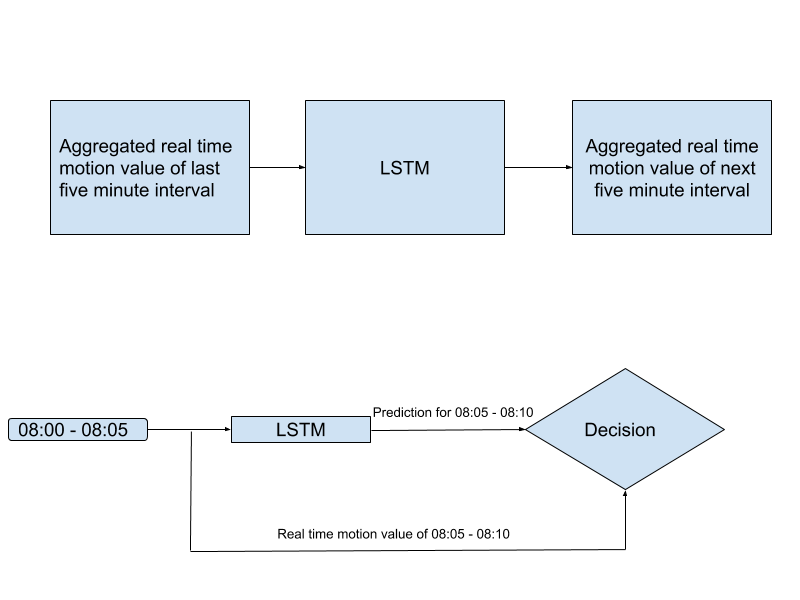 Aggregated real time
motion value of last
five minute interval
LSTM
Aggregated real time
motion value of next
five minute interval
08:00 - 08:05
LSTM
Prediction for 08:05 - 08:10
Decision
Real time motion value of 08:05 - 08:10